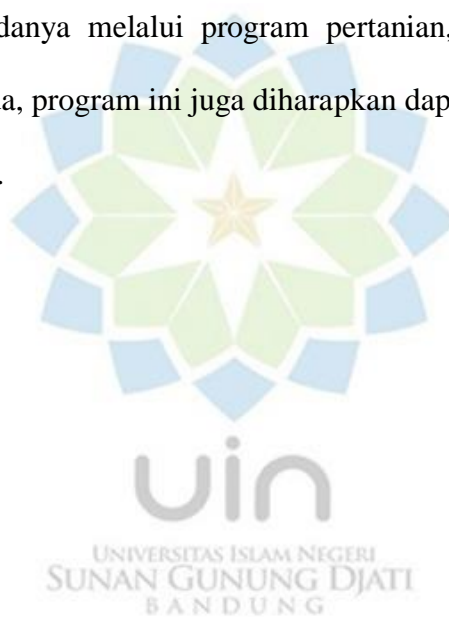 danya melalui program pertanian,
a, program ini juga diharapkan dap
.
uin
UNIVERSITAS ISLAM NEGERI
SUNAN GUNUNG DJATI
BANDUNG